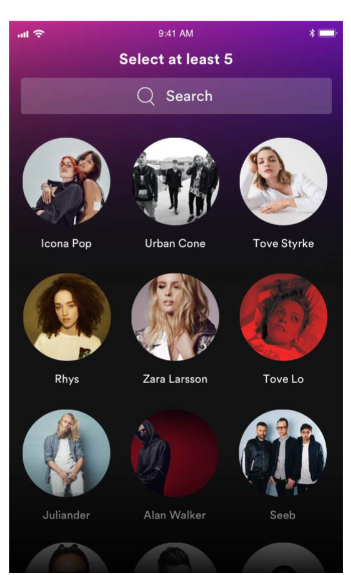 9:41 AM
Select at least 5
Search
Icona Pop
Urban Cone
Tove Styrke
Rhys
Zara Larsson
Tove Lo
Juliander
Alan Walker
Seeb